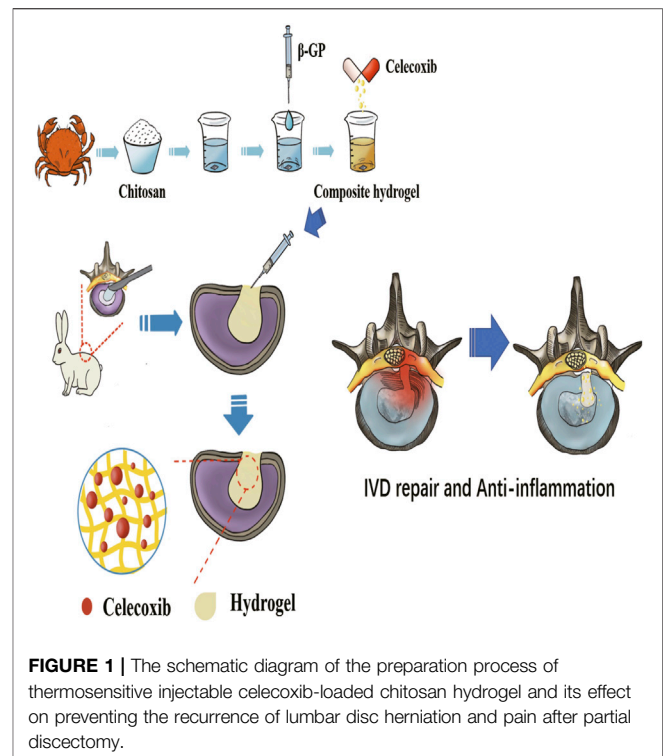 β-GP
Celecoxib
Chitosan
Composite hydrogel
IVD repair and Anti-inflammation
Celecoxib
Hydrogel
FIGURE 1 | The schematic diagram of the preparation process of
thermosensitive injectable celecoxib-loaded chitosan hydrogel and its effect
on preventing the recurrence of lumbar disc herniation and pain after partial
discectomy.